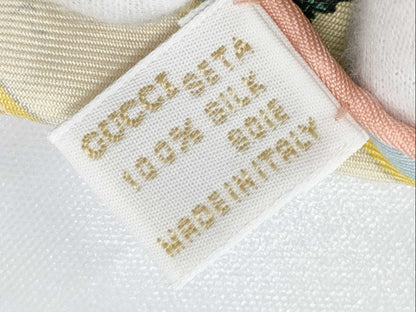 GUCCI SETA
100% SILK
SOIE
MADE IN ITALY